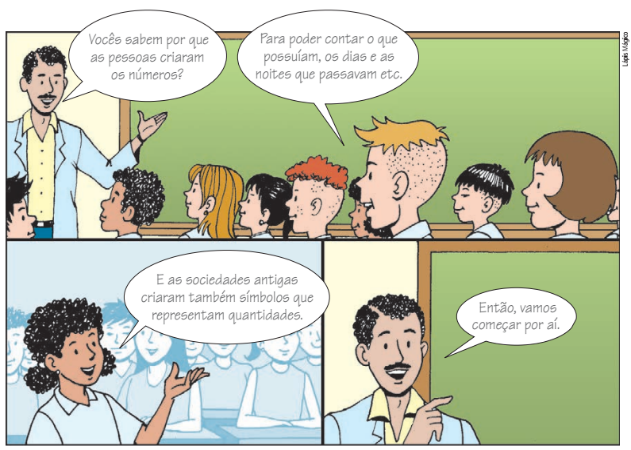 Vocês sabem por que
as pessoas criaram
os números?
Para poder contar o que
possuíam, os dias e as
noites que passavam etc.
Lápis Mágico
E as sociedades antigas
criaram também símbolos que
representam quantidades.
Então, vamos
começar por aí.